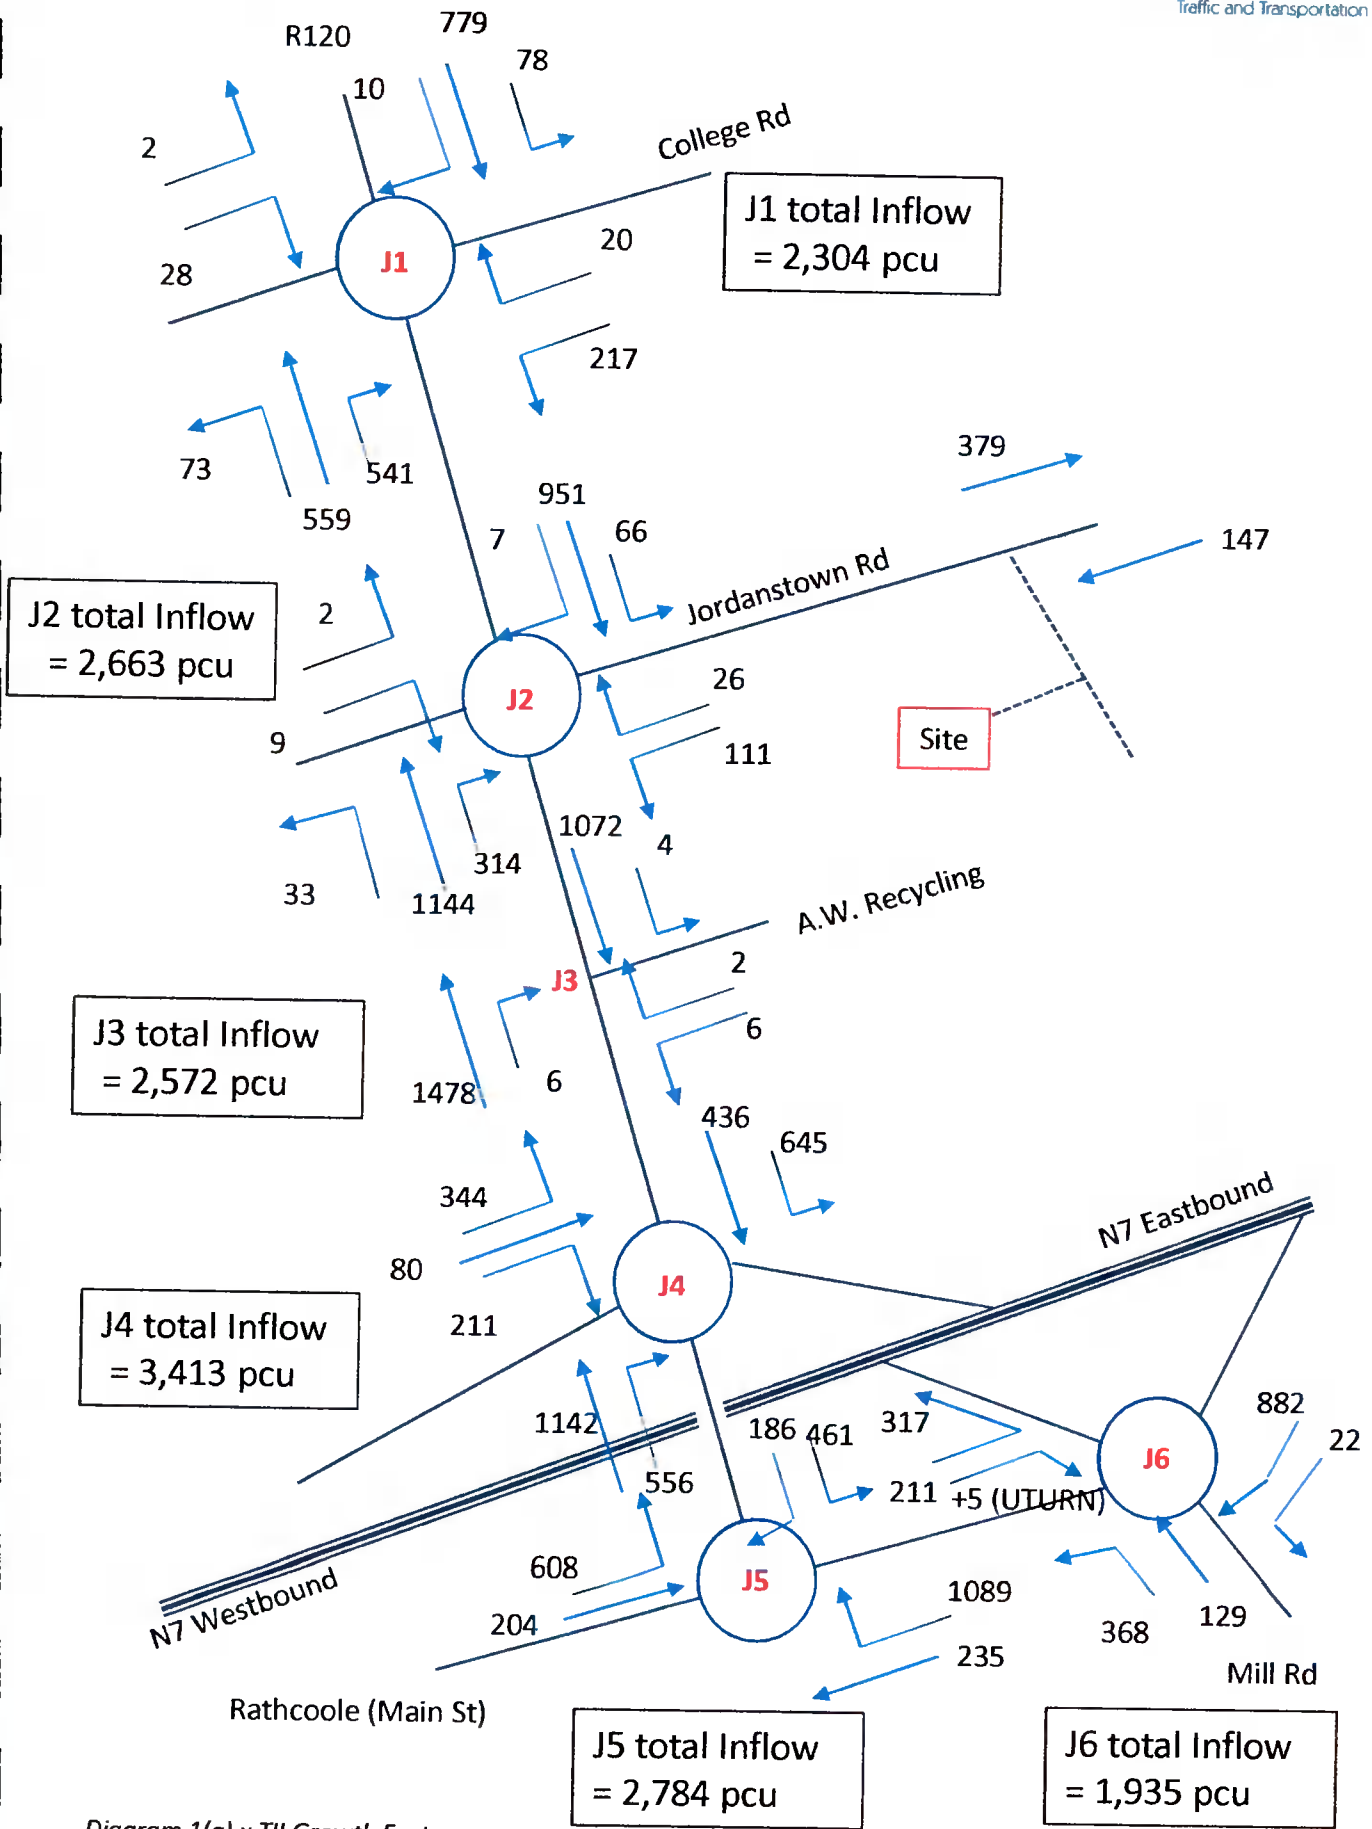 Traffic and Transportation
R120
779
78
10
2
College Rd
J1 total Inflow
= 2,304 pcu
20
J1
28
217
73
541
559
379
951
7
66
147
Jordanstown Rd
J2 total Inflow
= 2,663 pcu
2
26
J2
Site
9
111
1072
4
314
33
1144
A.W. Recycling
2
J3
6
J3 total Inflow
= 2,572 pcu
1478
6
436
645
344
N7 Eastbound
80
J4
J4 total Inflow
= 3,413 pcu
211
1142
186
461
317
882
22
J6
556
211 +5 (UTURN)
608
J5
1089
N7 Westbound
204
368
129
235
Mill Rd
Rathcoole (Main St)
J5 total Inflow
= 2,784 pcu
J6 total Inflow
= 1,935 pcu
Diagram 1(a) x TII Growth